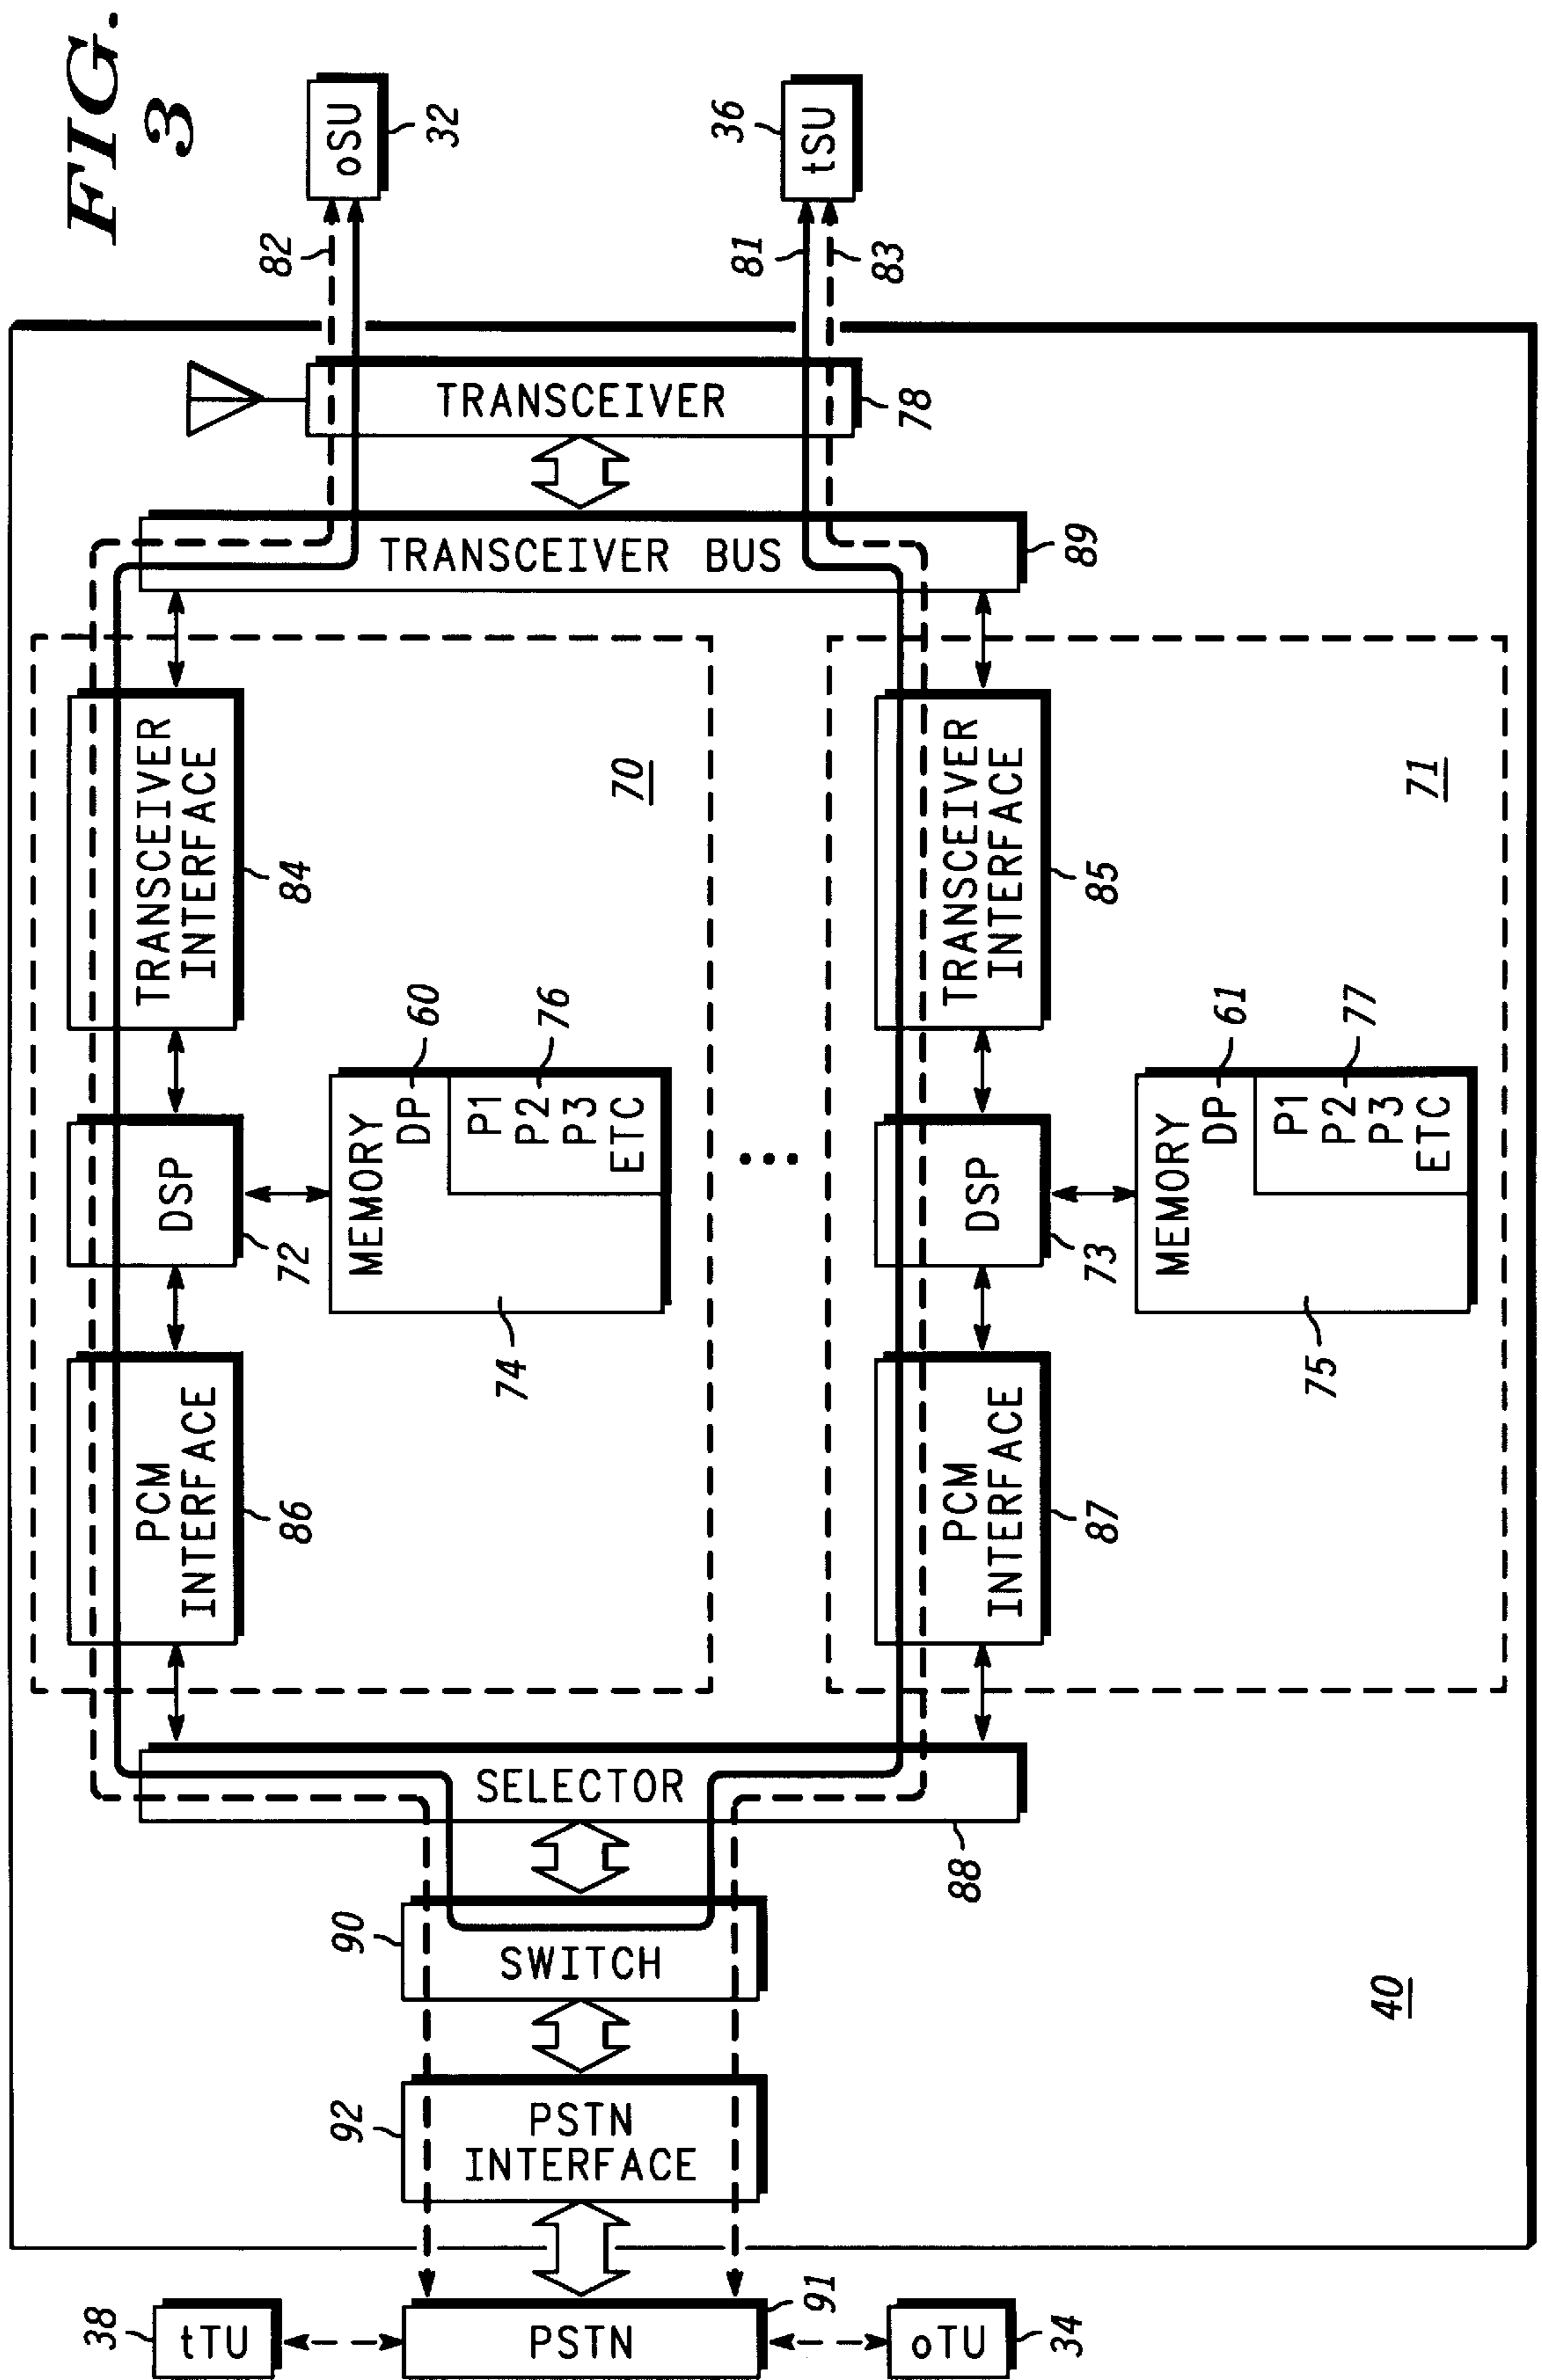 FIG.
3
oSU
32
82
tSU
36
81
83
TRANSCEIVER
78
TRANSCEIVER BUS
89
TRANSCEIVER
INTERFACE
84
70
DSP
72
MEMORY
DP
60
P1
P2
P3
ETC
76
74
PCM
INTERFACE
86
TRANSCEIVER
INTERFACE
85
71
DSP
73
MEMORY
DP
61
P1
P2
P3
ETC
77
75
PCM
INTERFACE
87
SELECTOR
88
SWITCH
90
PSTN
INTERFACE
92
40
tTU
38
PSTN
91
oTU
34